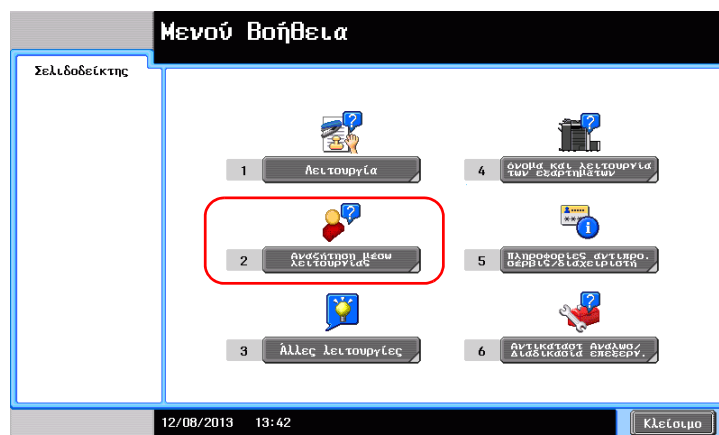 Μενού Βοήθεια
Σελιδοδείκτης
1 Λειτουργία
2 Αναζήτηση μέσω
λειτουργίας
3 Άλλες λειτουργίες
4 όνομα και λειτουργία
των εξαρτημάτων
5 Πληροφορίες αντιπρο.
σέρβις/διαχειριστή
6 Αντικατάστ Αναλωσ/
Διαδικασία επεξεργ.
12/08/2013 13:42
Κλείσιμο